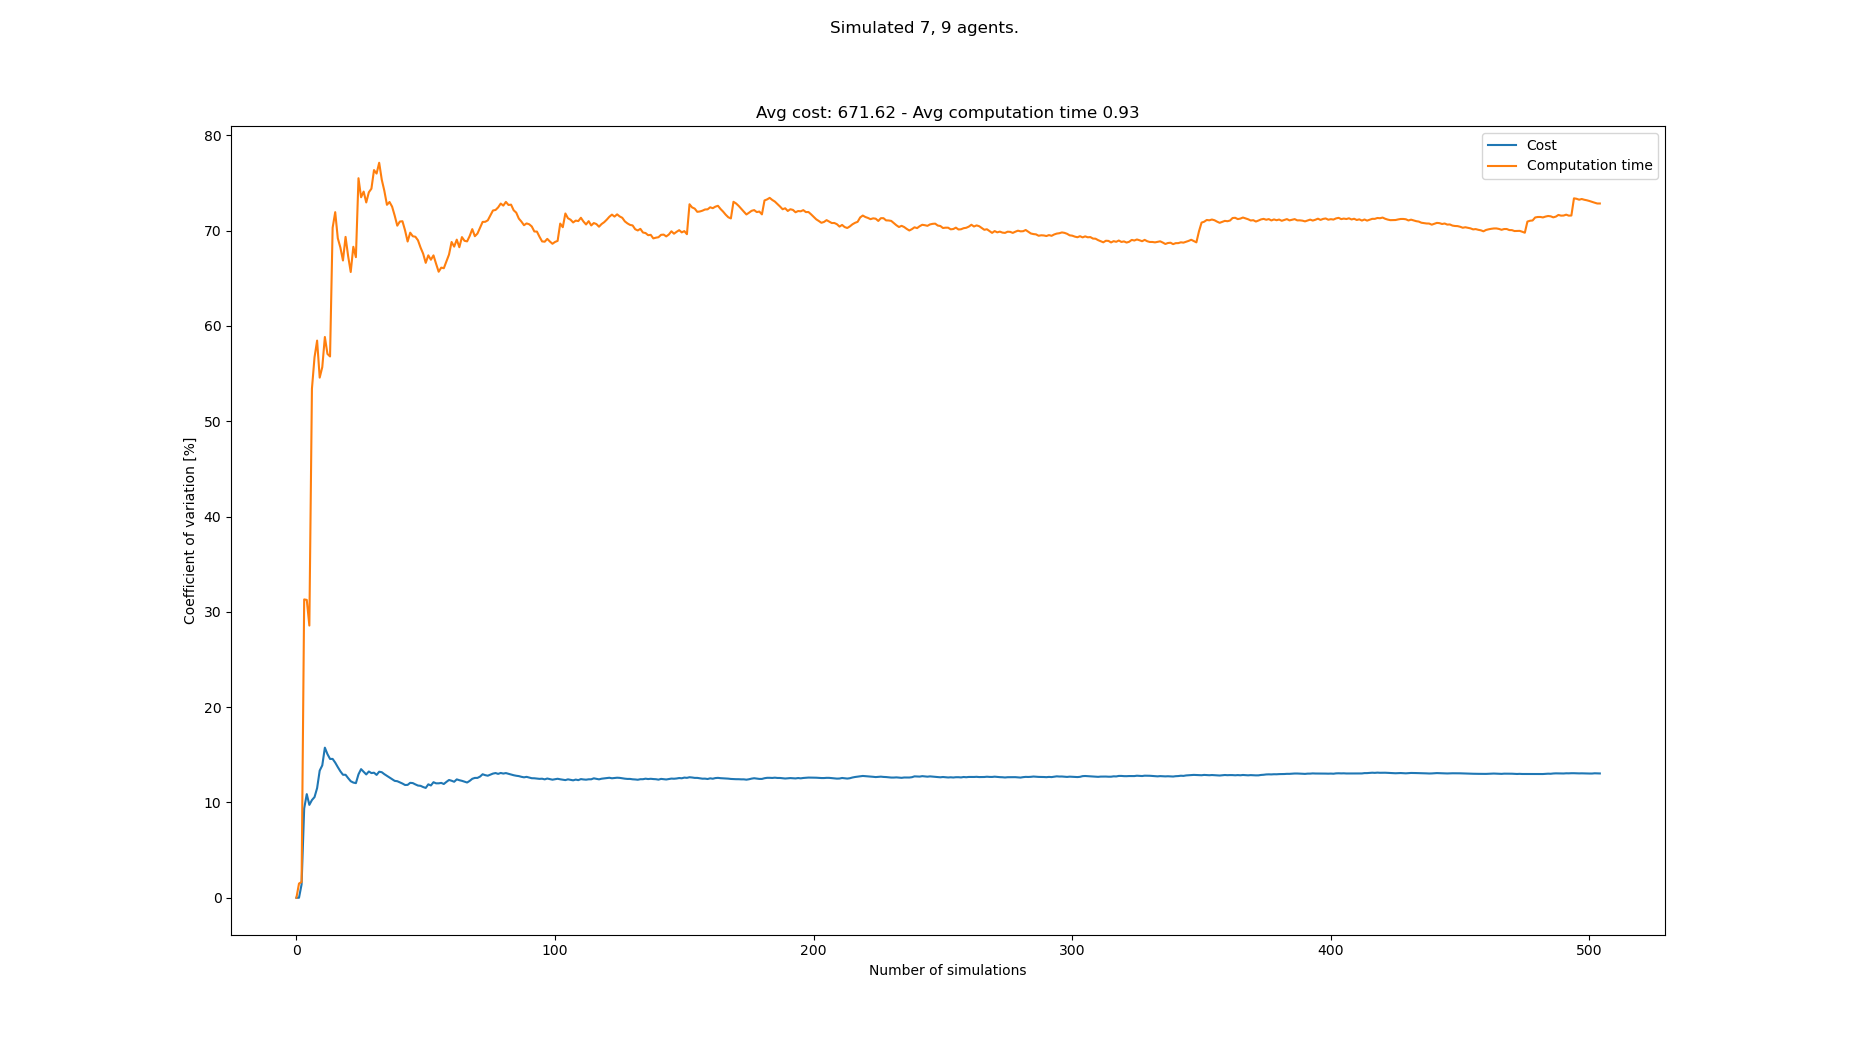 Simulated 7, 9 agents.
Avg cost: 671.62 - Avg computation time 0.93
Cost
Computation time
Coefficient of variation [%]
80
70
60
50
40
30
20
10
0
0 100 200 300 400 500
Number of simulations